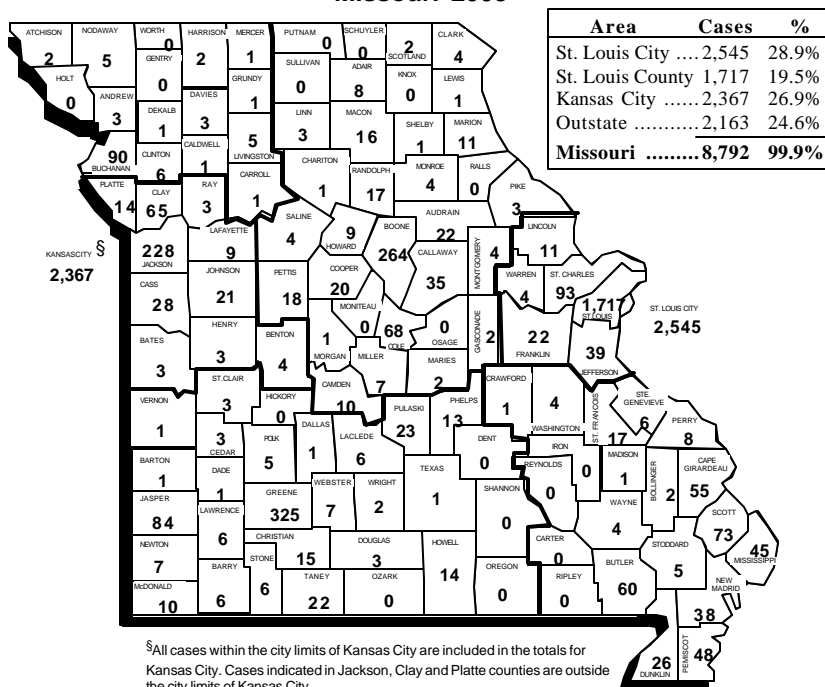 Area Cases %
St. Louis City .... 2,545 28.9%
St. Louis County 1,717 19.5%
Kansas City ...... 2,367 26.9%
Outstate ........... 2,163 24.6%
Missouri ......... 8,792 99.9%
ATCHISON
2
NODAWAY
5
WORTH
0
HARRISON
2
MERCER
1
PUTNAM
0
SCHUYLER
0
SCOTLAND
2
CLARK
4
HOLT
0
GENTRY
0
GRUNDY
1
SULLIVAN
0
ADAIR
8
KNOX
0
LEWIS
1
ANDREW
3
DEKALB
1
DAVIES
3
LIVINGSTON
5
LINN
3
MACON
16
SHELBY
1
MARION
11
BUCHANAN
90
CLINTON
6
CALDWELL
1
CARROLL
1
CHARITON
1
RANDOLPH
17
MONROE
4
RALLS
0
PIKE
3
PLATTE
14
CLAY
65
RAY
3
SALINE
4
HOWARD
9
BOONE
264
AUDRAIN
22
CALLAWAY
35
MONTGOMERY
4
LINCOLN
11
WARREN
4
ST. CHARLES
93
KANSASCITY §
2,367
228
JACKSON
LAFAYETTE
9
JOHNSON
21
PETTIS
18
COOPER
20
MONITEAU
0
68
COLE
0
OSAGE
GASCONADE
2
22
FRANKLIN
1,717
ST.LOUIS
ST. LOUIS CITY
2,545
39
JEFFERSON
CASS
28
BATES
3
HENRY
3
BENTON
4
1
MORGAN
MILLER
7
MARIES
2
CAMDEN
10
VERNON
1
ST.CLAIR
3
HICKORY
0
3
CEDAR
POLK
5
DALLAS
1
LACLEDE
6
PULASKI
23
PHELPS
13
CRAWFORD
1
4
WASHINGTON
ST. FRANCOIS
17
STE.
GENEVIEVE
6
PERRY
8
BARTON
1
DADE
1
DENT
0
IRON
0
REYNOLDS
0
MADISON
1
BOLLINGER
2
CAPE
GIRARDEAU
55
JASPER
84
LAWRENCE
6
GREENE
325
WEBSTER
7
WRIGHT
2
TEXAS
1
SHANNON
0
WAYNE
4
SCOTT
73
45
MISSISSIPPI
NEWTON
7
CHRISTIAN
15
DOUGLAS
3
HOWELL
14
CARTER
0
BUTLER
60
STODDARD
5
NEW
MADRID
38
McDONALD
10
BARRY
6
STONE
6
TANEY
22
OZARK
0
OREGON
0
RIPLEY
0
26
DUNKLIN
PEMISCOT
48
§All cases within the city limits of Kansas City are included in the totals for
Kansas City. Cases indicated in Jackson, Clay and Platte counties are outside
the city limits of Kansas City